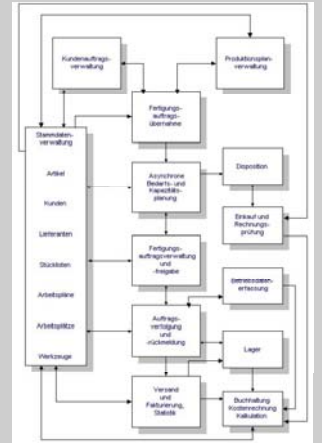 Kundenauftrags-
verwaltung
Produktionsplan-
verwaltung
Fertigungs-
auftrags-
übernahme
Stammdaten-
verwaltung
Artikel
Kunden
Lieferanten
Stücklisten
Arbeitspläne
Arbeitsplätze
Werkzeuge
Asynchrone
Bedarfs- und
Kapazitäts-
planung
Disposition
Einkauf und
Rechnungs-
prüfung
Fertigungs-
auftragsverwaltung
und
-freigabe
Betriebsdaten-
erfassung
Auftrags-
verfolgung
und
-rückmeldung
Lager
Versand
und
Fakturierung,
Statistik
Buchhaltung
Kostenrechnung
Kalkulation